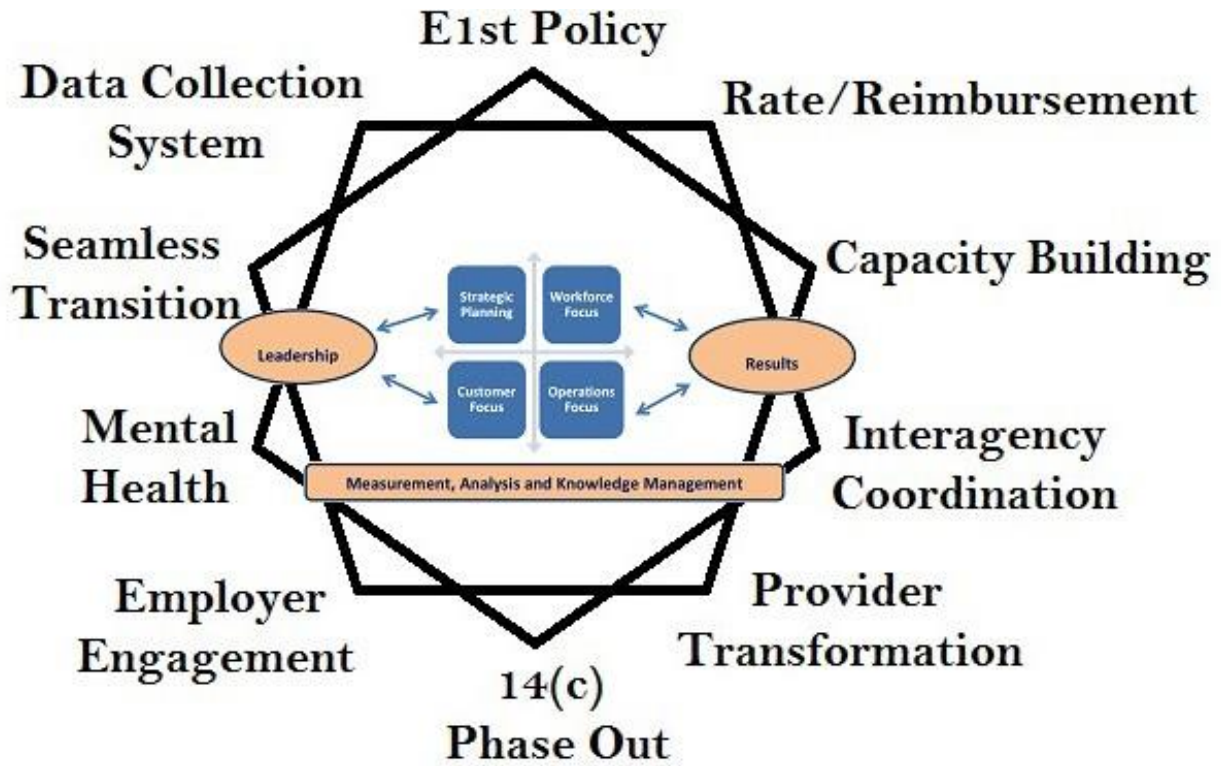 E1st Policy
Data Collection
System
Rate/Reimbursement
Seamless
Transition
Capacity Building
Strategic
Planning
Workforce
Focus
Leadership
Results
Customer
Focus
Operations
Focus
Mental
Health
Interagency
Coordination
Measurement, Analysis and Knowledge Management
Employer
Engagement
Provider
Transformation
14(c)
Phase Out